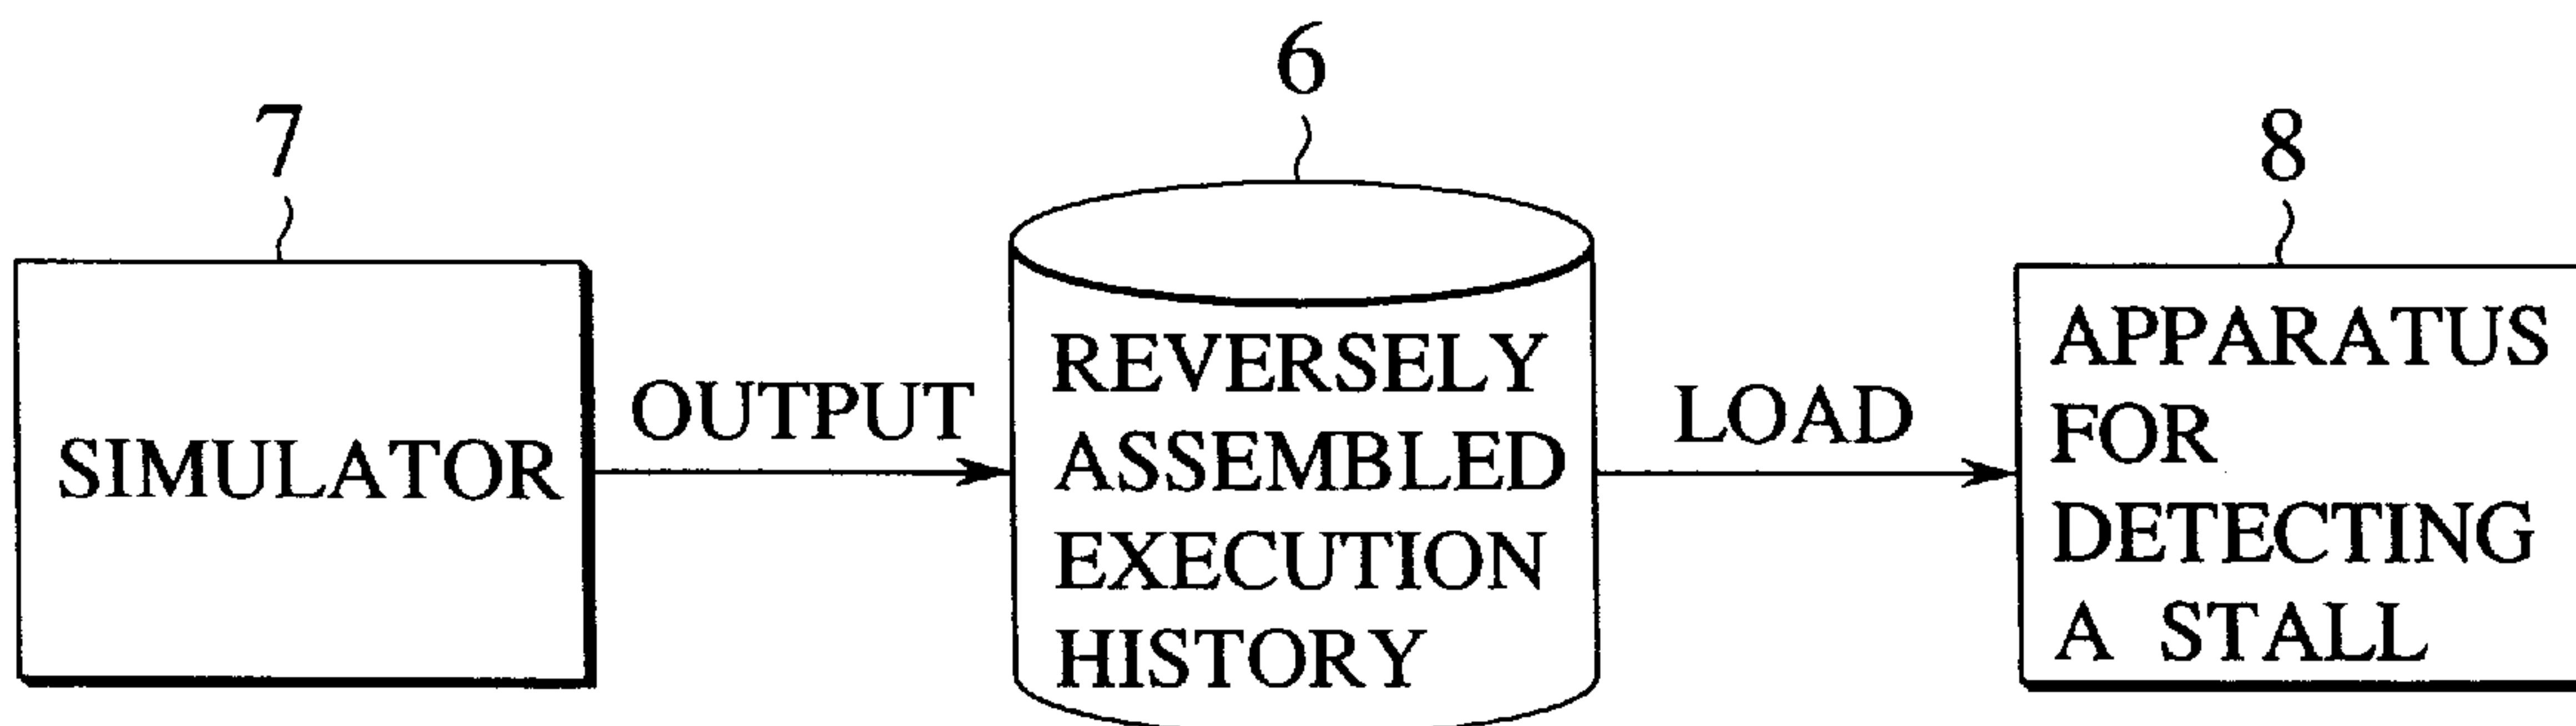 6
7
8
SIMULATOR
OUTPUT
REVERSELY
ASSEMBLED
EXECUTION
HISTORY
LOAD
APPARATUS
FOR
DETECTING
A STALL